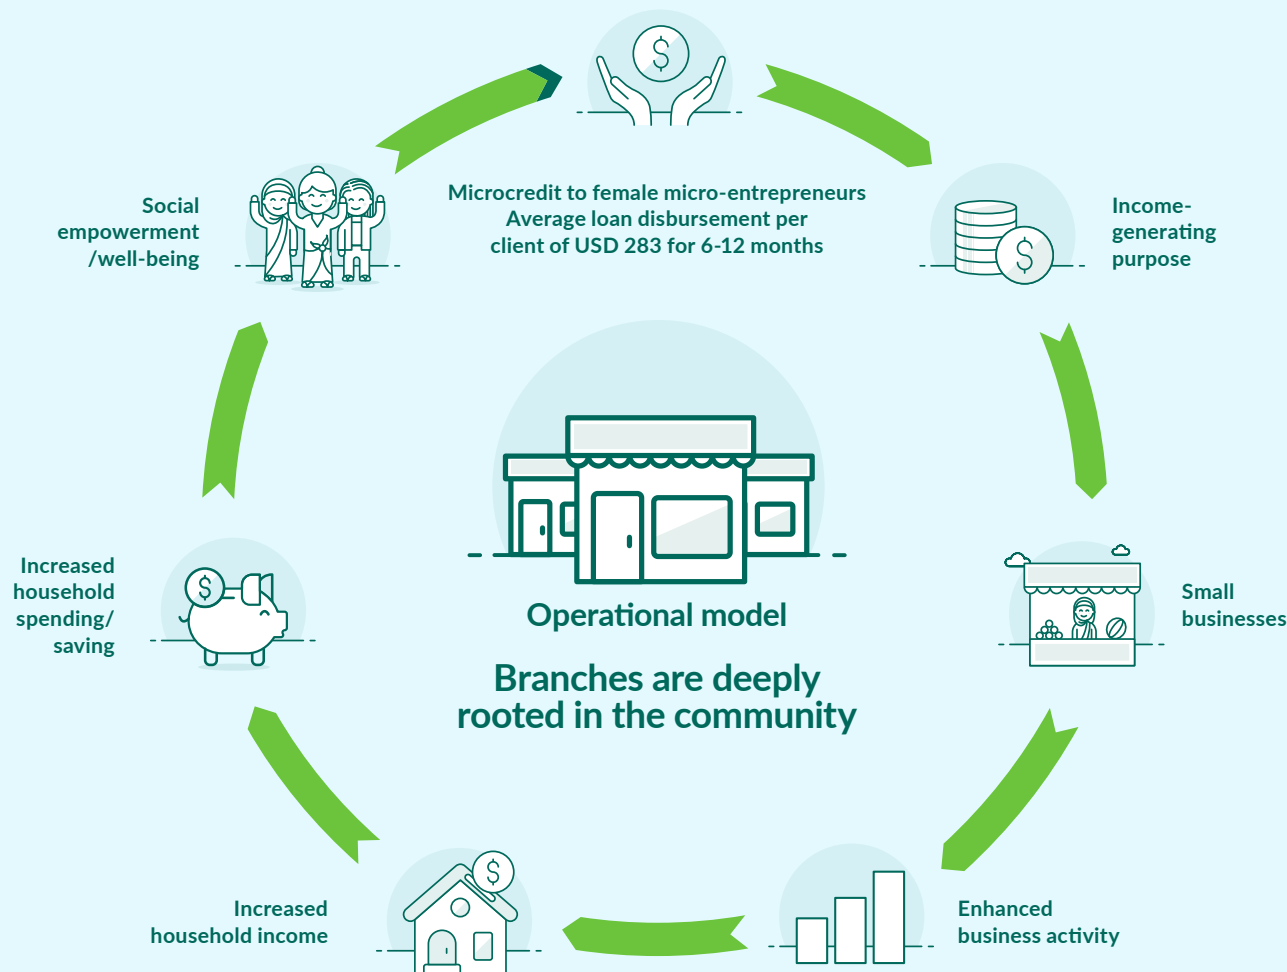 Microcredit to female micro-entrepreneurs
Average loan disbursement per
client of USD 283 for 6-12 months
Income-
generating
purpose
Small
businesses
Enhanced
business activity
Increased
household income
Increased
household
spending/
saving
Social
empowerment
/well-being
Operational model
Branches are deeply
rooted in the community
$
$
$
$